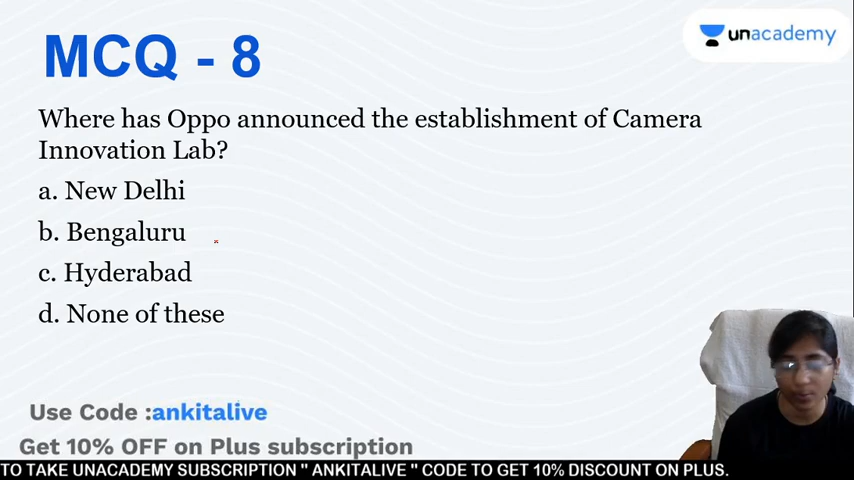 unacademy
MCQ - 8
Where has Oppo announced the establishment of Camera
Innovation Lab?
a. New Delhi
b. Bengaluru
c. Hyderabad
d. None of these
Use Code :ankitalive
Get 10% OFF on Plus subscription
TO TAKE UNACADEMY SUBSCRIPTION " ANKITALIVE " CODE TO GET 10% DISCOUNT ON PLUS.